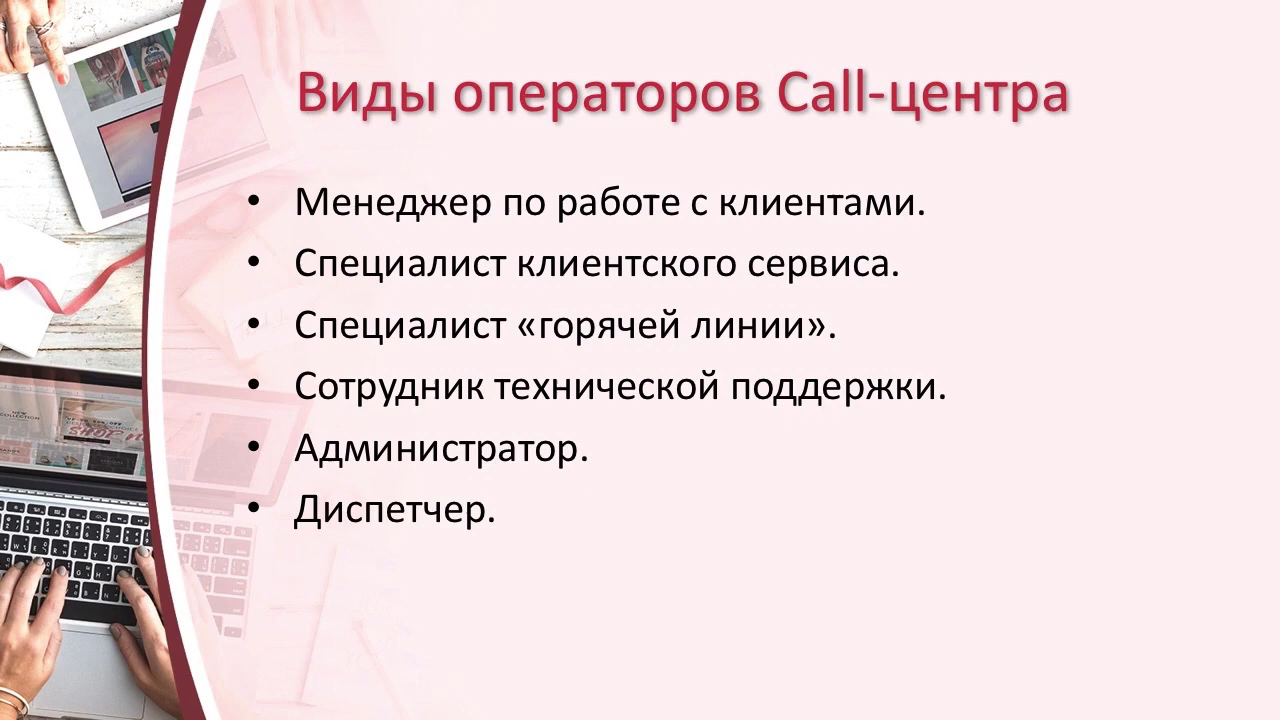 Виды операторов Call-центра
• Менеджер по работе с клиентами.
• Специалист клиентского сервиса.
• Специалист «горячей линии».
• Сотрудник технической поддержки.
• Администратор.
• Диспетчер.